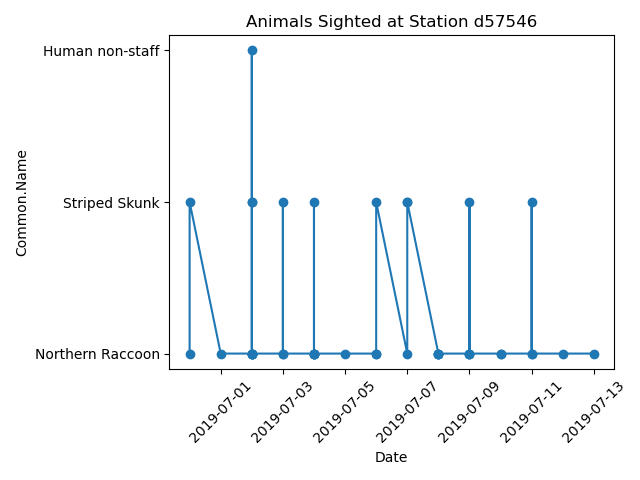 Animals Sighted at Station d57546
Human non-staff
Striped Skunk
Northern Raccoon
Common.Name
2019-07-01
2019-07-03
2019-07-05
2019-07-07
2019-07-09
2019-07-11
2019-07-13
Date